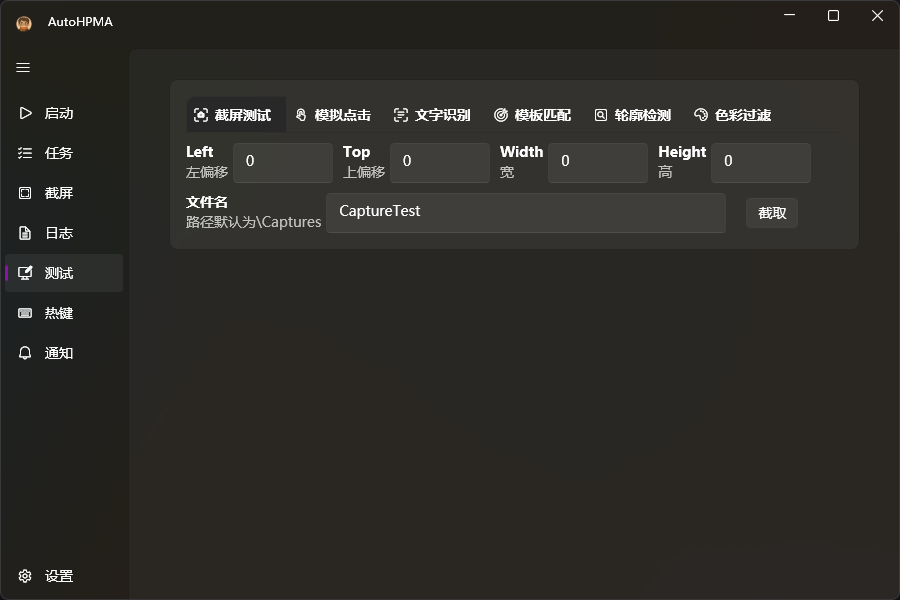 AutoHPMA
启动
任务
截屏
日志
测试
热键
通知
设置
截屏测试 模拟点击 文字识别 模板匹配 轮廓检测 色彩过滤
Left 0 Top 0 Width 0 Height 0
左偏移 上偏移 宽 高
文件名 CaptureTest 截取
路径默认为\Captures